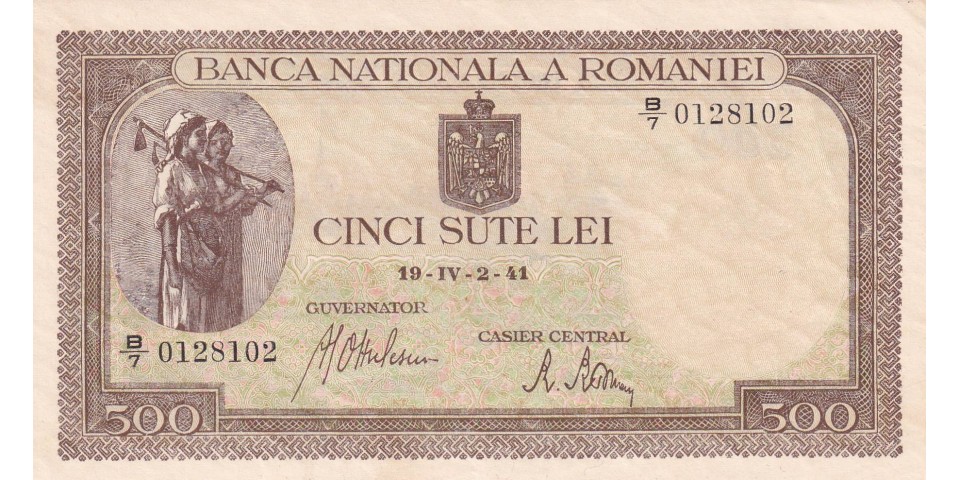 BANCA NATIONALA A ROMANIEI
B/7 0128102
CINCI SUTE LEI
19-IV-2-41
GUVERNATOR
CASIER CENTRAL
B/7 0128102
500
500